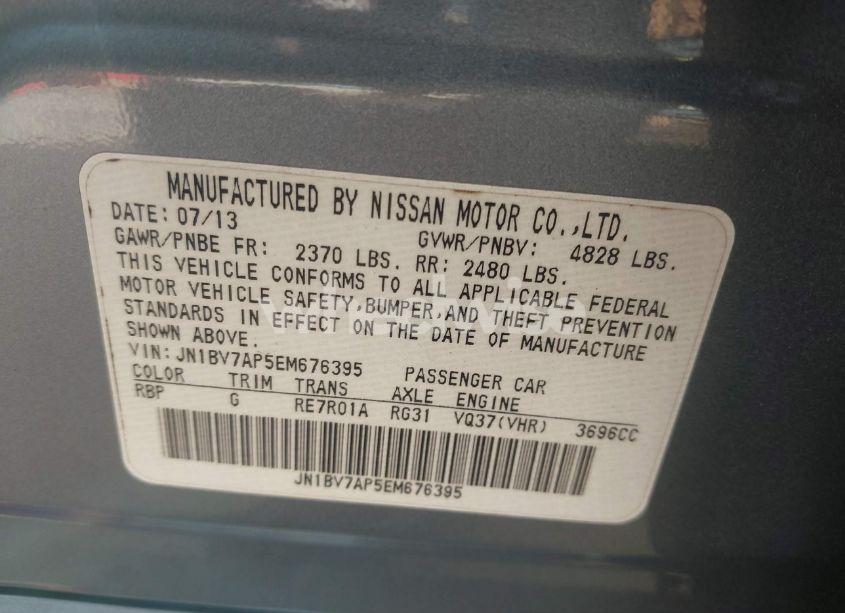 MANUFACTURED BY NISSAN MOTOR CO.,LTD.
DATE: 07/13 GVWR/PNBV: 4828 LBS.
GAWR/PNBE FR: 2370 LBS. RR: 2480 LBS.
THIS VEHICLE CONFORMS TO ALL APPLICABLE FEDERAL
MOTOR VEHICLE SAFETY,BUMPER,AND THEFT PREVENTION
STANDARDS IN EFFECT ON THE DATE OF MANUFACTURE
SHOWN ABOVE.
VIN: JN1BV7AP5EM676395 PASSENGER CAR
COLOR TRIM TRANS AXLE ENGINE
RBP G RE7R01A RG31 VQ37(VHR) 3696CC
JN1BV7AP5EM676395